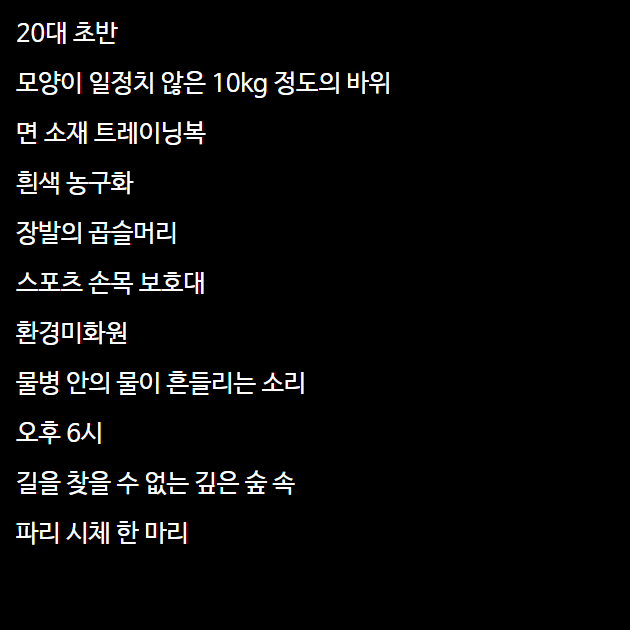 20대 초반
모양이 일정치 않은 10kg 정도의 바위
면 소재 트레이닝복
흰색 농구화
장발의 곱슬머리
스포츠 손목 보호대
환경미화원
물병 안의 물이 흔들리는 소리
오후 6시
길을 찾을 수 없는 깊은 숲 속
파리 시체 한 마리